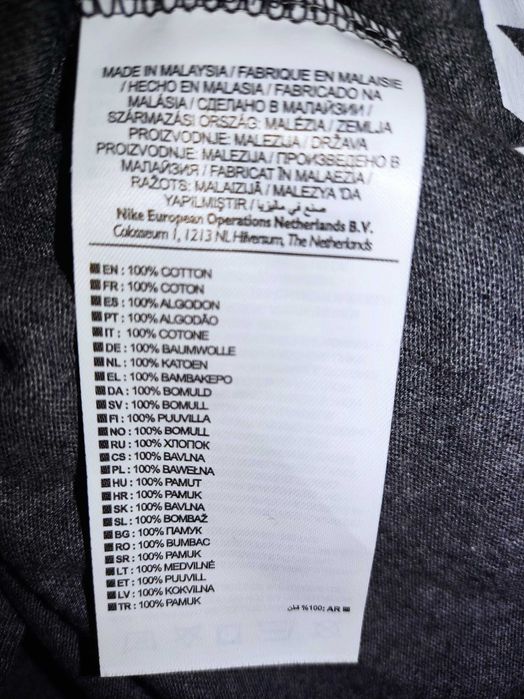 MADE IN MALAYSIA / FABRIQUE EN MALAISIE
/ HECHO EN MALASIA / FABRICADO NA
MALÁSIA / СДЕЛАНО В МАЛАЙЗИИ /
SZÁRMAZÁSI ORSZÁG: MALÉZIA / ZEMLJA
PROIZVODNJE: MALEZIJA / DRŽAVA
PROIZVODNJE: MALEZIJA / ПРОИЗВЕДЕНО В
МАЛАЙЗИЯ / FABRICAT ÎN MALAEZIA /
RAŽOTS: MALAIZIJĀ / MALEZYA 'DA
YAPILMIŞTIR / صنع في ماليزيا
Nike European Operations Netherlands B.V.
Colosseum 1, 1213 NL Hilversum, The Netherlands
EN : 100% COTTON
FR : 100% COTON
ES : 100% ALGODON
PT : 100% ALGODÃO
IT : 100% COTONE
DE : 100% BAUMWOLLE
NL : 100% KATOEN
EL : 100% ΒΑΜΒΑΚΕΡΟ
DA : 100% BOMULD
SV : 100% BOMULL
FI : 100% PUUVILLA
NO : 100% BOMULL
RU : 100% ХЛОПОК
CS : 100% BAVLNA
PL : 100% BAWEŁNA
HU : 100% PAMUT
HR : 100% PAMUK
SK : 100% BAVLNA
SL : 100% BOMBAŽ
BG : 100% ПАМУК
RO : 100% BUMBAC
SR : 100% PAMUK
LT : 100% MEDVILNĖ
ET : 100% PUUVILL
LV : 100% KOKVILNA
TR : 100% PAMUK
AR :100% قطن